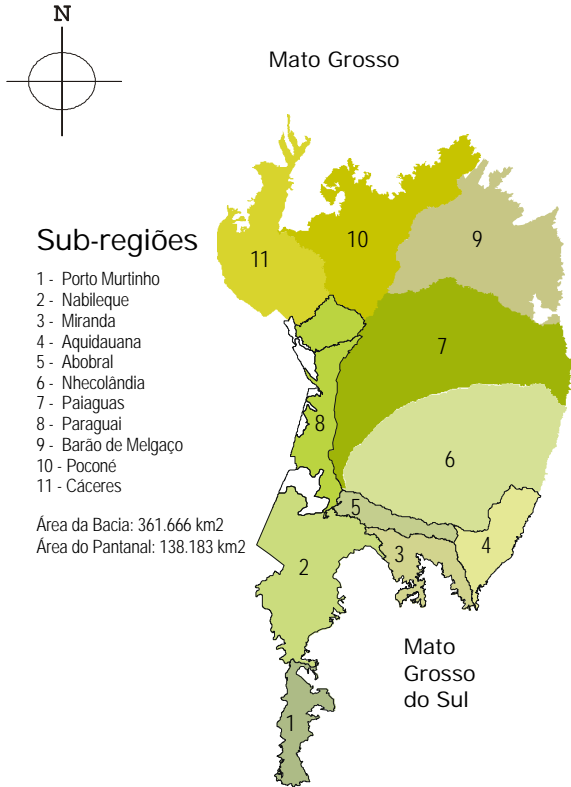 N
Mato Grosso
Sub-regiões
1 - Porto Murtinho
2 - Nabileque
3 - Miranda
4 - Aquidauana
5 - Abobral
6 - Nhecolândia
7 - Paiaguas
8 - Paraguai
9 - Barão de Melgaço
10 - Poconé
11 - Cáceres
Área da Bacia: 361.666 km2
Área do Pantanal: 138.183 km2
11
10
9
7
8
6
5
4
3
2
1
Mato
Grosso
do Sul